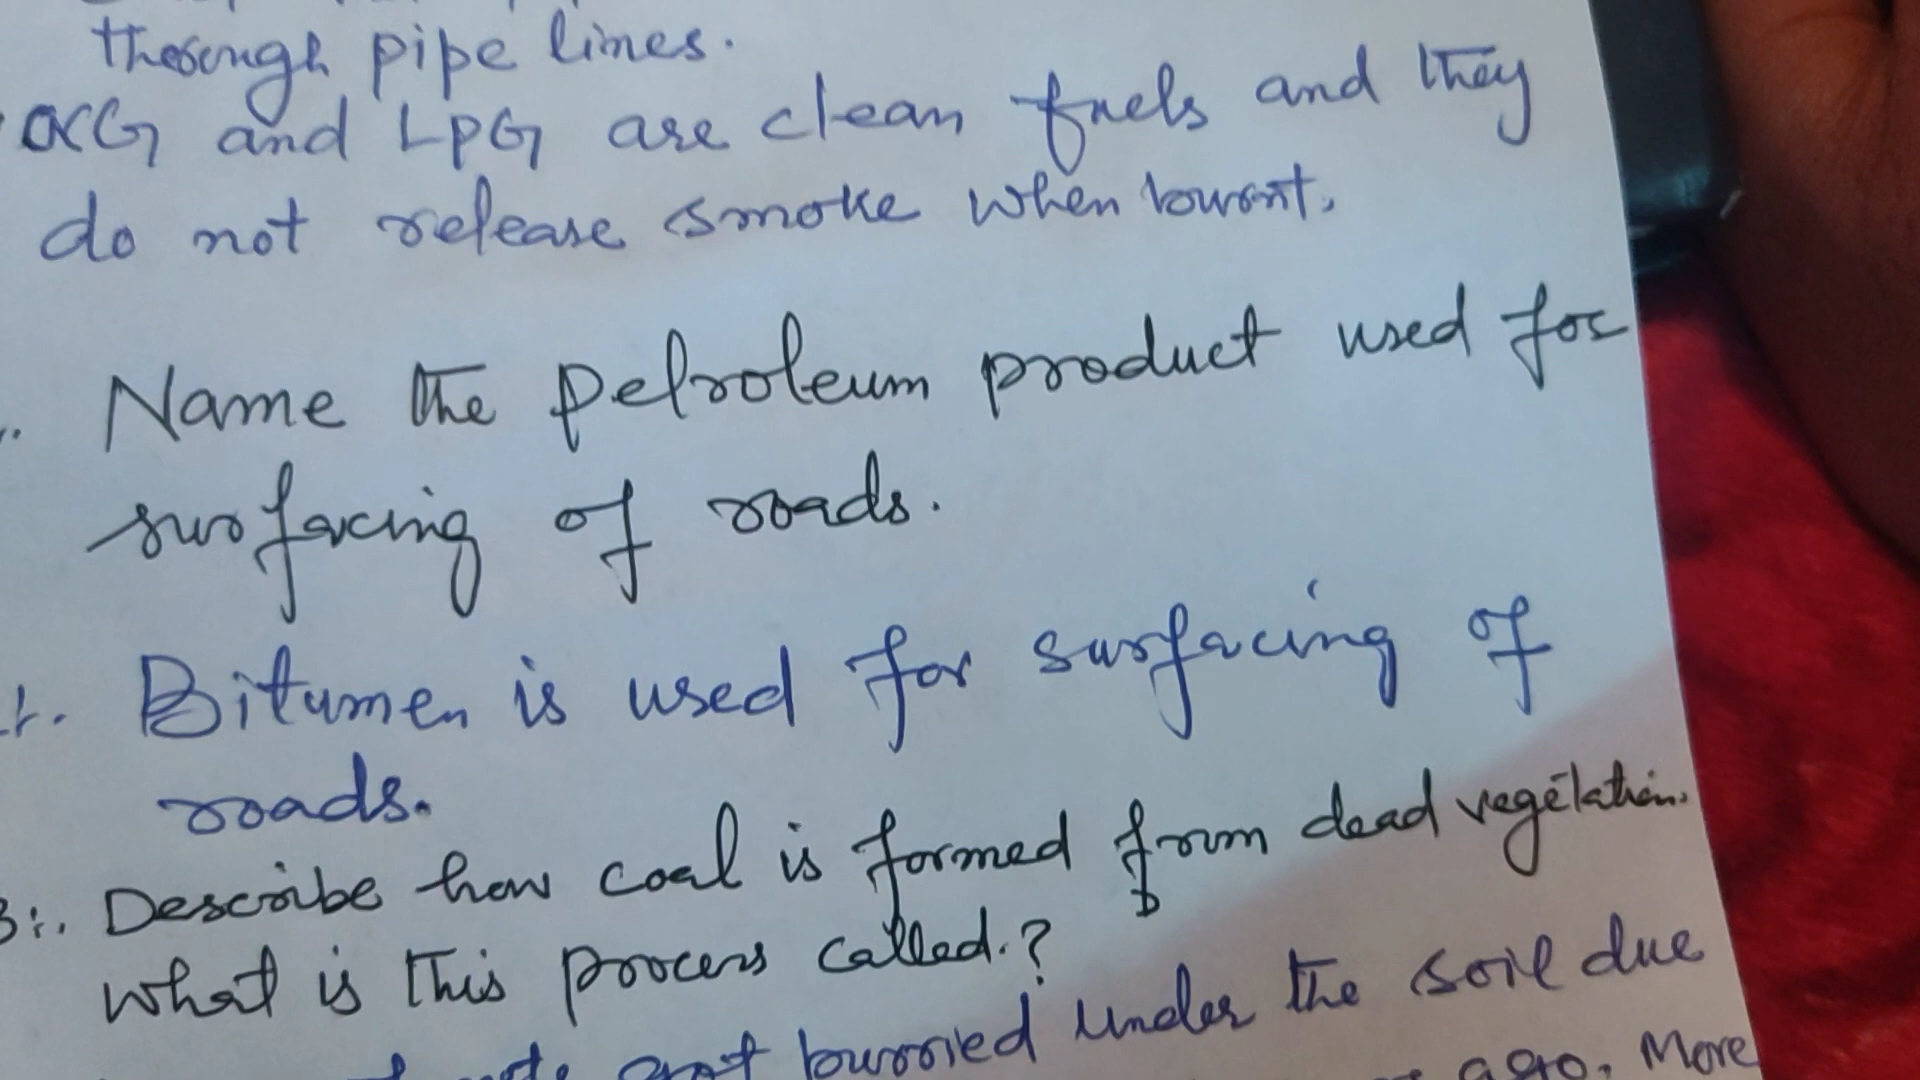 through pipe lines.
and LPG are clean fuels and they
do not release smoke when burnt.
Name the petroleum product used for
surfacing of roads.
Bitumen is used for surfacing of
roads.
3:. Describe how coal is formed from dead vegetation.
What is this process called.?
got burried under the soil due
ago. More